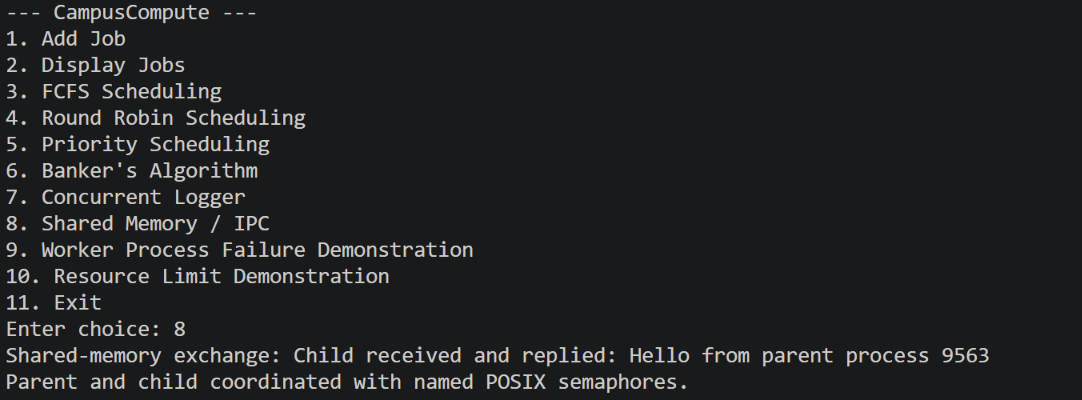 --- CampusCompute ---
1. Add Job
2. Display Jobs
3. FCFS Scheduling
4. Round Robin Scheduling
5. Priority Scheduling
6. Banker's Algorithm
7. Concurrent Logger
8. Shared Memory / IPC
9. Worker Process Failure Demonstration
10. Resource Limit Demonstration
11. Exit
Enter choice: 8
Shared-memory exchange: Child received and replied: Hello from parent process 9563
Parent and child coordinated with named POSIX semaphores.